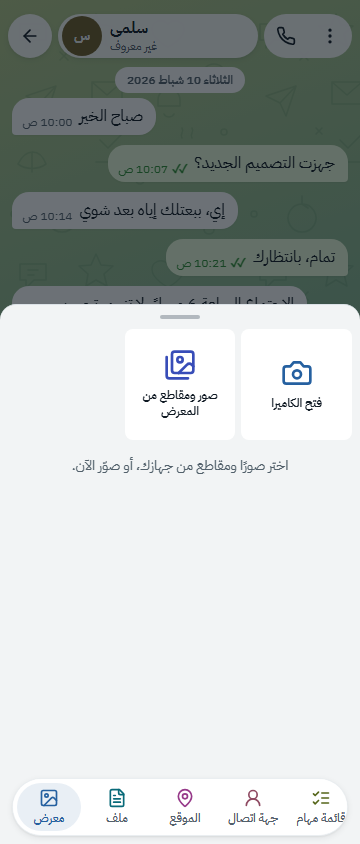 سلمى
س
غير معروف
الثلاثاء 10 شباط 2026
صباح الخير 10:00 ص
جهزت التصميم الجديد؟ 10:07 ص
إي، ببعتلك إياه بعد شوي 10:14 ص
تمام، بانتظارك 10:21 ص
فتح الكاميرا
صور ومقاطع من
المعرض
اختر صورًا ومقاطع من جهازك، أو صوّر الآن.
معرض
ملف
الموقع
جهة اتصال
قائمة مهام